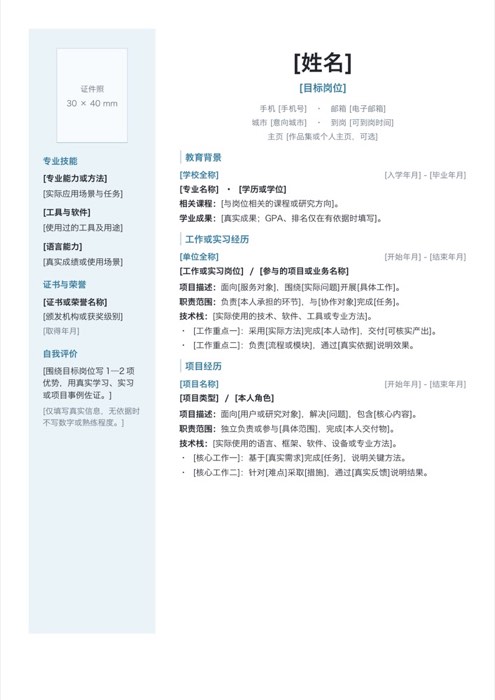 证件照
30 × 40 mm
专业技能
[专业能力或方法]
[实际应用场景与任务]
[工具与软件]
[使用过的工具及用途]
[语言能力]
[真实成绩或使用场景]
证书与荣誉
[证书或荣誉名称]
[颁发机构或获奖级别]
[取得年月]
自我评价
[围绕目标岗位写 1—2 项
优势，用真实学习、实习
或项目事例佐证。]
[仅填写真实信息，无依据时
不写数字或熟练程度。]
[姓名]
[目标岗位]
手机 [手机号] · 邮箱 [电子邮箱]
城市 [意向城市] · 到岗 [可到岗时间]
主页 [作品集或个人主页，可选]
教育背景
[学校全称] [入学年月] - [毕业年月]
[专业名称] · [学历或学位]
相关课程：[与岗位相关的课程或研究方向]。
学业成果：[真实成果；GPA、排名仅在有依据时填写]。
工作或实习经历
[单位全称] [开始年月] - [结束年月]
[工作或实习岗位] / [参与的项目或业务名称]
项目描述：面向[服务对象]，围绕[实际问题]开展[具体工作]。
职责范围：负责[本人承担的环节]，与[协作对象]完成[任务]。
技术栈：[实际使用的技术、软件、工具或专业方法]。
· [工作重点一]：采用[实际方法]完成[本人动作]，交付[可核实产出]。
· [工作重点二]：负责[流程或模块]，通过[真实依据]说明效果。
项目经历
[项目名称] [开始年月] - [结束年月]
[项目类型] / [本人角色]
项目描述：面向[用户或研究对象]，解决[问题]，包含[核心内容]。
职责范围：独立负责或参与[具体范围]，完成[本人交付物]。
技术栈：[实际使用的语言、框架、软件、设备或专业方法]。
· [核心工作一]：基于[真实需求]完成[任务]，说明关键方法。
· [核心工作二]：针对[难点]采取[措施]，通过[真实反馈]说明结果。